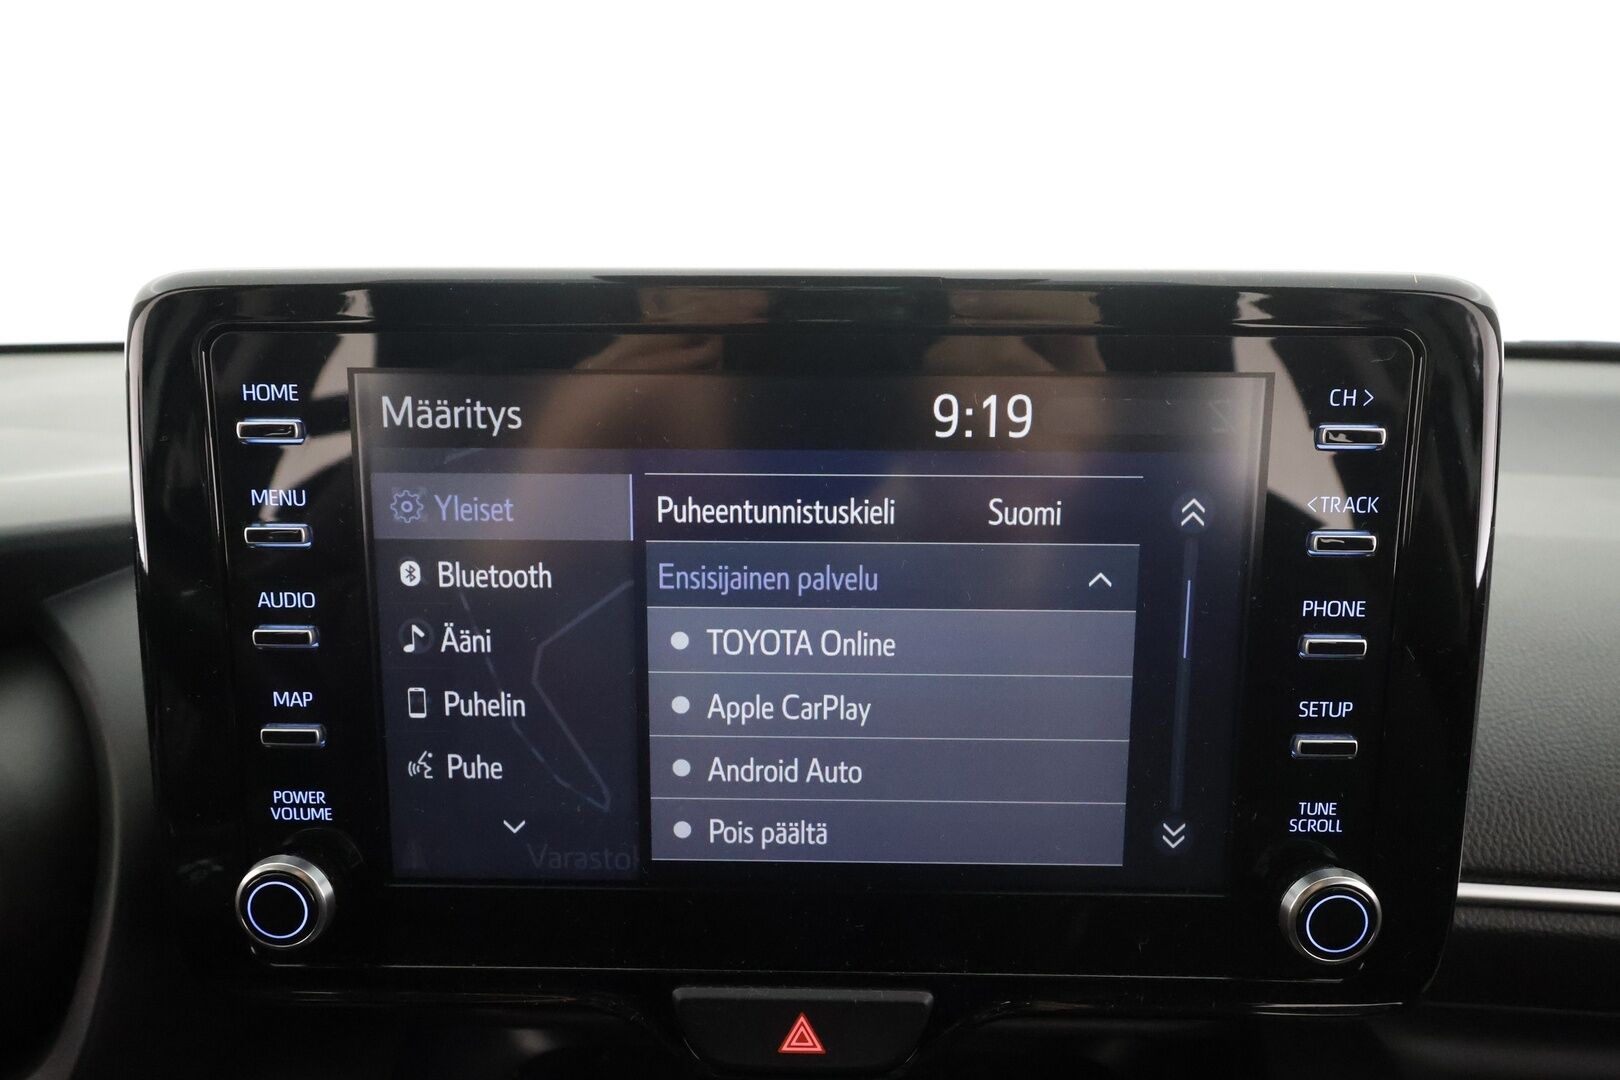 HOME
MENU
AUDIO
MAP
POWER
VOLUME
Määritys
9:19
Yleiset
Bluetooth
Ääni
Puhelin
Puhe
Puheentunnistuskieli Suomi
Ensisijainen palvelu
TOYOTA Online
Apple CarPlay
Android Auto
Pois päältä
CH >
< TRACK
PHONE
SETUP
TUNE
SCROLL